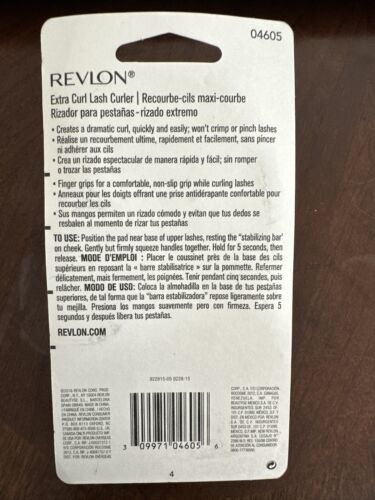 04605
REVLON®
Extra Curl Lash Curler | Recourbe-cils maxi-courbe
Rizador para pestañas-rizado extremo
• Creates a dramatic curl, quickly and easily; won't crimp or pinch lashes
• Réalise un recourbement ultime, rapidement et facilement, sans pincer
ni adhérer aux cils
• Crea un rizado espectacular de manera rápida y fácil; sin romper
o trozar las pestañas
• Finger grips for a comfortable, non-slip grip while curling lashes
• Anneaux pour les doigts offrant une prise antidérapante confortable pour
recourber les cils
• Sus mangos permiten un rizado cómodo y evitan que tus dedos se
resbalen al momento de rizar tus pestañas
TO USE: Position the pad near base of upper lashes, resting the "stabilizing bar"
on cheek. Gently but firmly squeeze handles together. Hold for 5 seconds, then
release. MODE D'EMPLOI : Placer le coussinet près de la base des cils
supérieurs en reposant la « barre stabilisatrice » sur la pommette. Refermer
délicatement, mais fermement, les poignées. Tenir pendant cinq secondes, puis
relâcher. MODO DE USO: Coloca la almohadilla en la base de tus pestañas
superiores, de tal forma que la "barra estabilizadora" repose ligeramente sobre
tu mejilla. Presiona los mangos suavemente pero con firmeza. Espera 5
segundos y después libera tus pestañas.
REVLON.COM
3 09971 04605 6
4